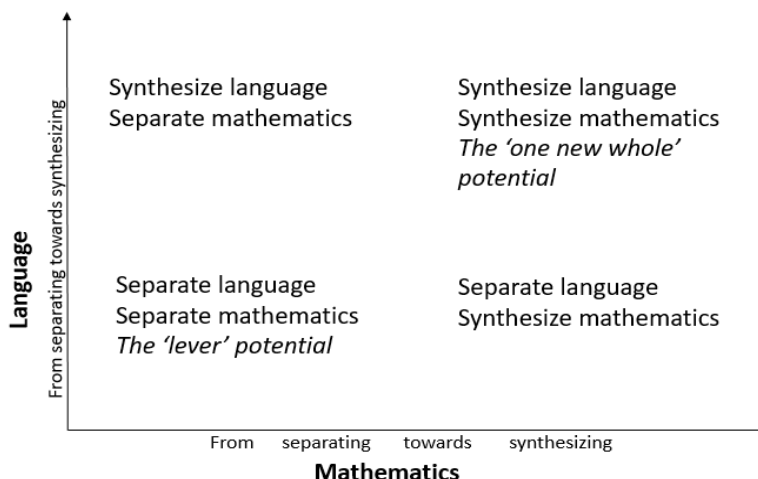 Synthesize language
Separate mathematics
Synthesize language
Synthesize mathematics
The ‘one new whole’
potential
Language
From separating towards synthesizing
Separate language
Separate mathematics
The ‘lever’ potential
Separate language
Synthesize mathematics
From separating towards synthesizing
Mathematics